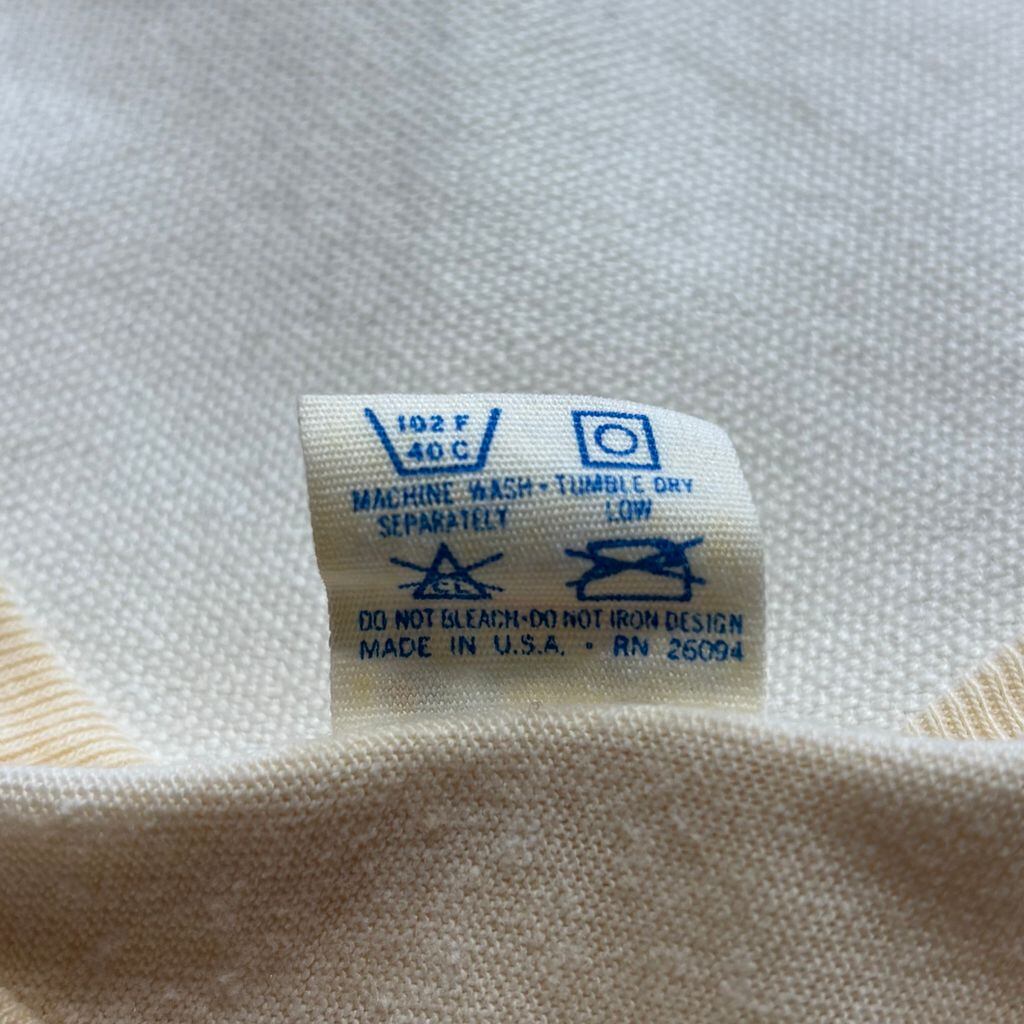 102 F
40 C
MACHINE WASH - TUMBLE DRY
SEPARATELY LOW
CL
DO NOT BLEACH • DO NOT IRON DESIGN
MADE IN U.S.A. • RN 26094